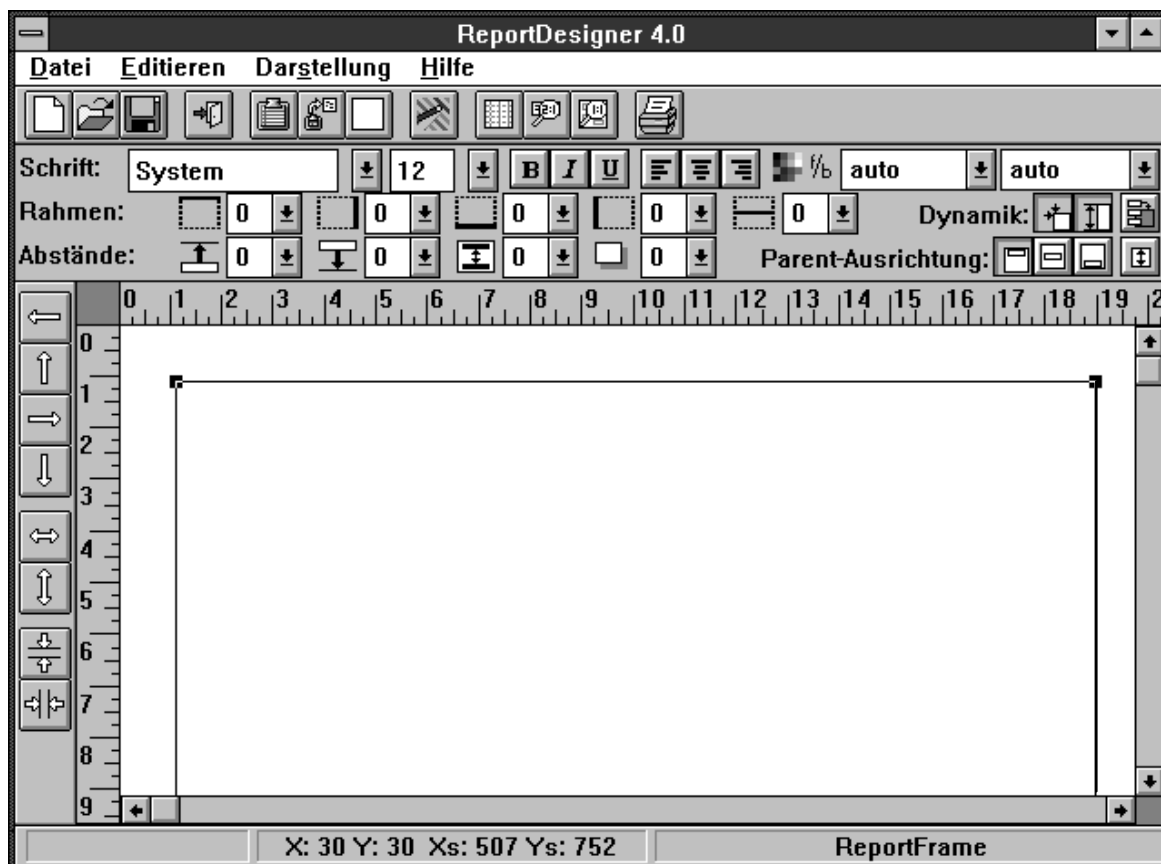 ReportDesigner 4.0
Datei Editieren Darstellung Hilfe
Schrift: System 12 B I U f/b auto auto
Rahmen: 0 0 0 0 0 Dynamik:
Abstände: 0 0 0 0 Parent-Ausrichtung:
0 1 2 3 4 5 6 7 8 9 10 11 12 13 14 15 16 17 18 19 2
0
1
2
3
4
5
6
7
8
9
X: 30 Y: 30 Xs: 507 Ys: 752 ReportFrame